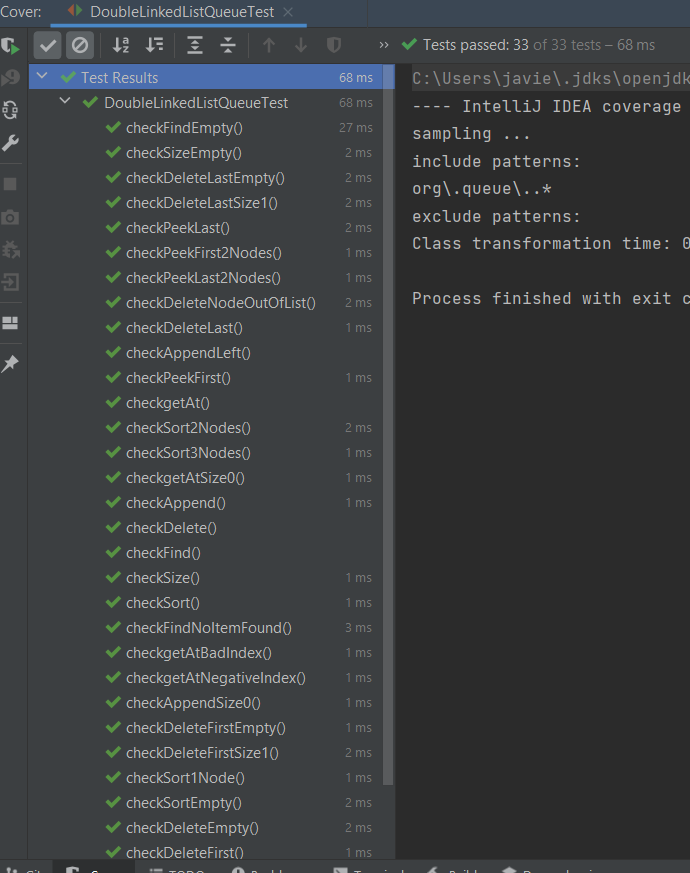 Cover: DoubleLinkedListQueueTest
Tests passed: 33 of 33 tests – 68 ms
Test Results 68 ms
DoubleLinkedListQueueTest 68 ms
checkFindEmpty() 27 ms
checkSizeEmpty() 2 ms
checkDeleteLastEmpty() 2 ms
checkDeleteLastSize1() 2 ms
checkPeekLast() 2 ms
checkPeekFirst2Nodes() 1 ms
checkPeekLast2Nodes() 1 ms
checkDeleteNodeOutOfList() 2 ms
checkDeleteLast() 1 ms
checkAppendLeft()
checkPeekFirst() 1 ms
checkgetAt()
checkSort2Nodes() 2 ms
checkSort3Nodes() 1 ms
checkgetAtSize0() 1 ms
checkAppend() 1 ms
checkDelete()
checkFind()
checkSize() 1 ms
checkSort() 1 ms
checkFindNoItemFound() 3 ms
checkgetAtBadIndex() 1 ms
checkgetAtNegativeIndex() 1 ms
checkAppendSize0() 1 ms
checkDeleteFirstEmpty() 1 ms
checkDeleteFirstSize1() 2 ms
checkSort1Node() 1 ms
checkSortEmpty() 2 ms
checkDeleteEmpty() 2 ms
checkDeleteFirst() 1 ms
C:\Users\javie\.jdks\openjdk
---- IntelliJ IDEA coverage
sampling ...
include patterns:
org\.queue\..*
exclude patterns:
Class transformation time: 0
Process finished with exit c